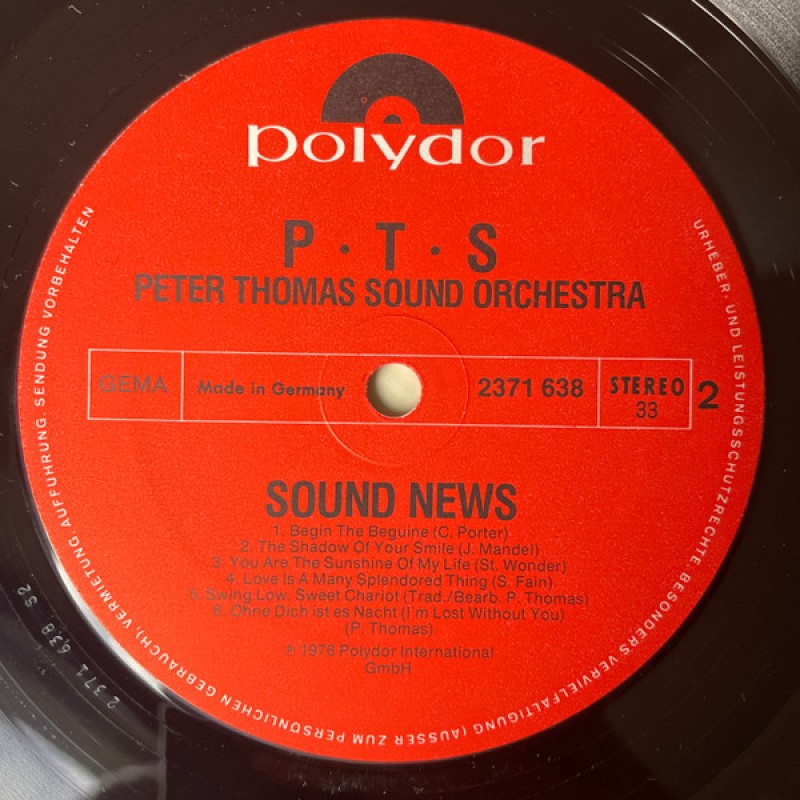 polydor
P · T · S
PETER THOMAS SOUND ORCHESTRA
GEMA
Made in Germany
2371 638
STEREO
33
2
SOUND NEWS
1. Begin The Beguine (C. Porter)
2. The Shadow Of Your Smile (J. Mandel)
3. You Are The Sunshine Of My Life (St. Wonder)
4. Love Is A Many Splendored Thing (S. Fain)
5. Swing Low, Sweet Chariot (Trad./Bearb. P. Thomas)
6. Ohne Dich ist es Nacht (I´m Lost Without You)
(P. Thomas)
℗ 1976 Polydor International
GmbH
URHEBER- UND LEISTUNGSSCHUTZRECHTE, BESONDERS VERVIELFÄLTIGUNG (AUSSER ZUM PERSÖNLICHEN GEBRAUCH), VERMIETUNG, AUFFÜHRUNG, SENDUNG VORBEHALTEN
2371 638 S2